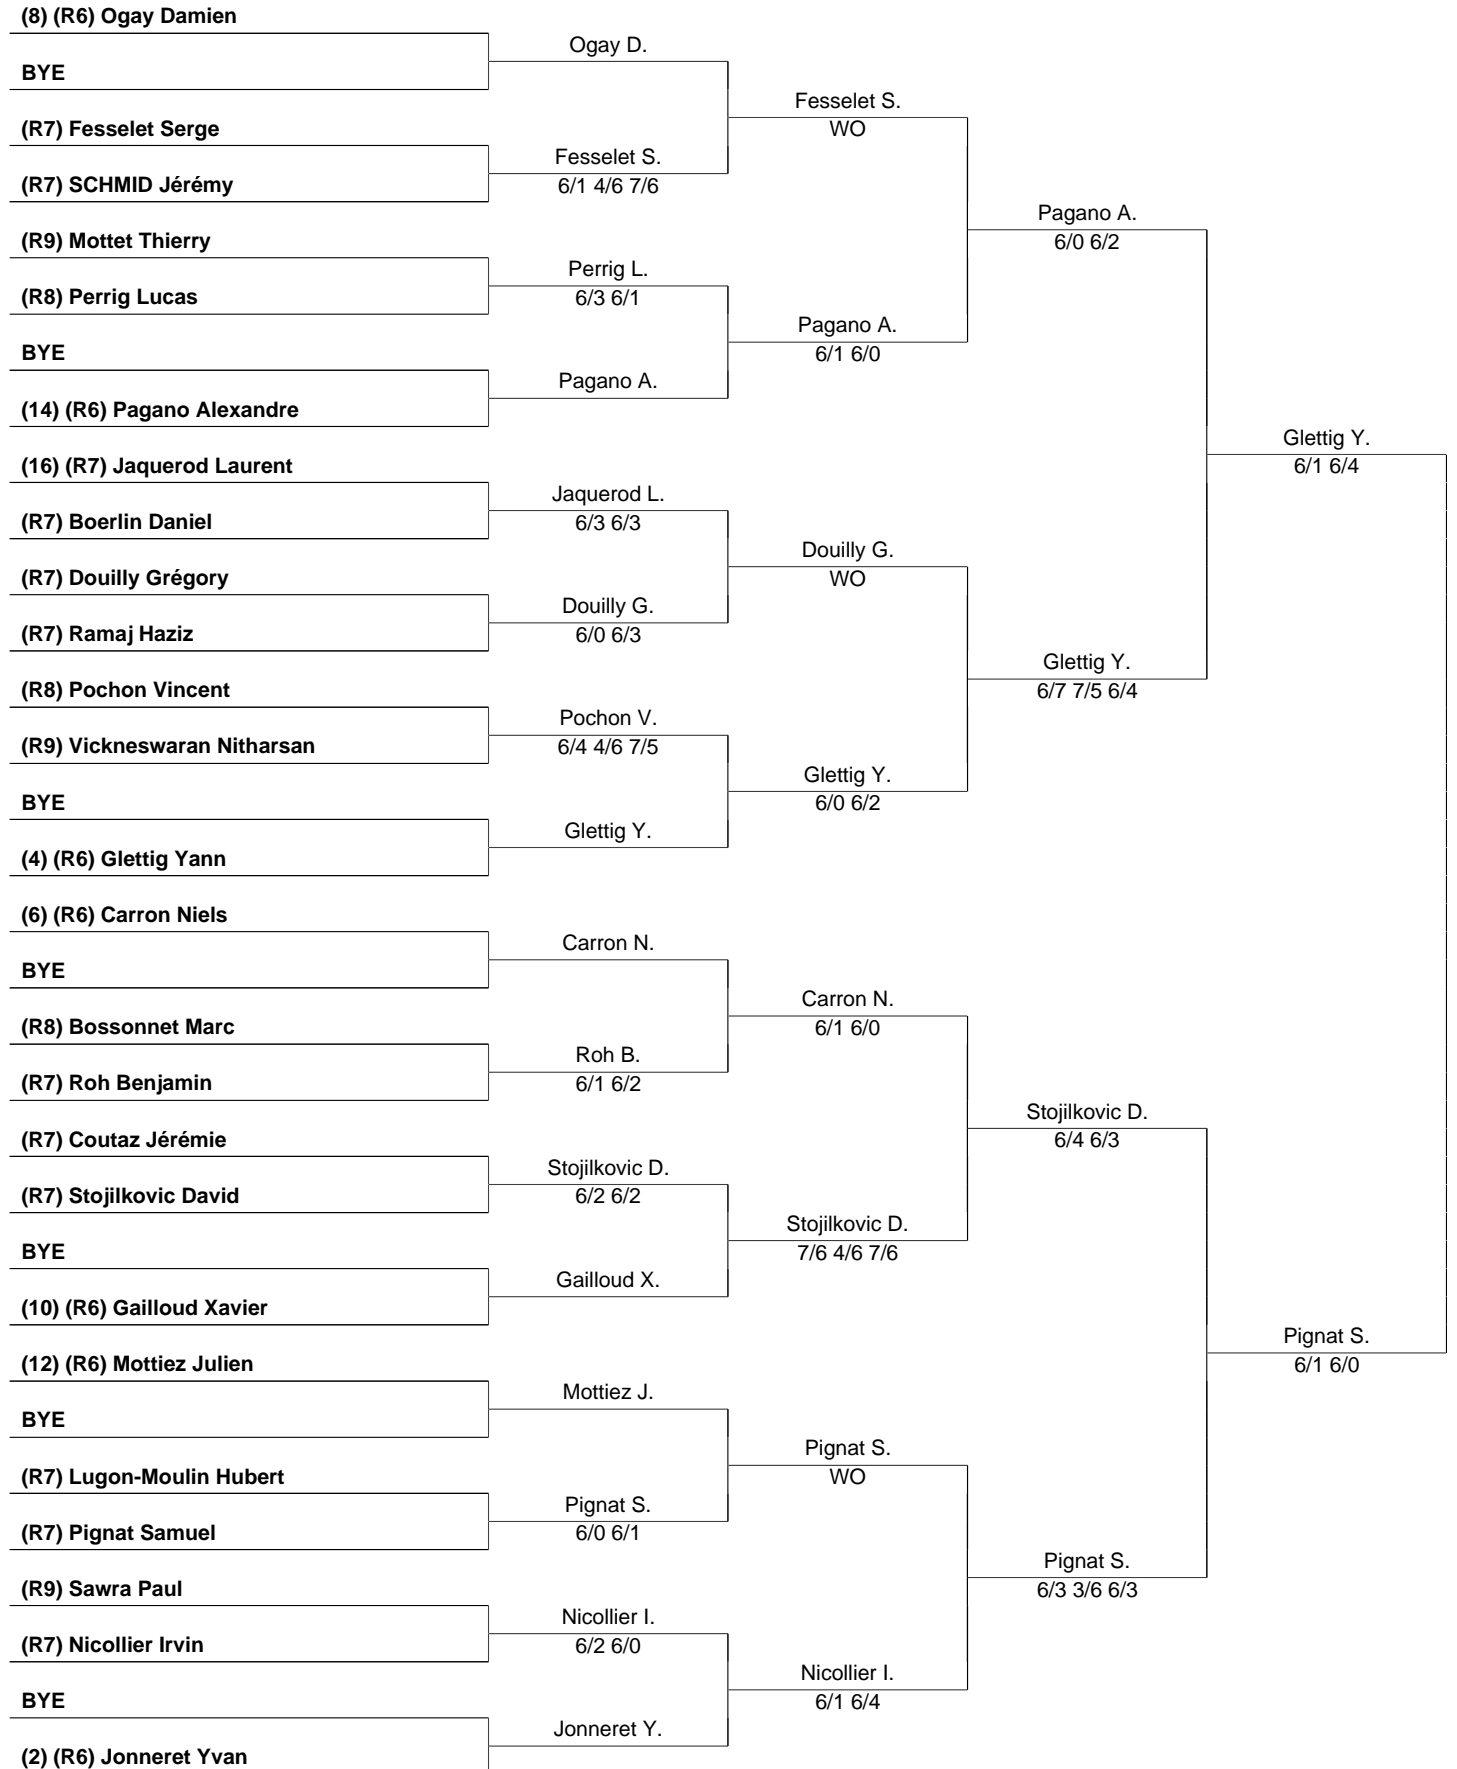 (8) (R6) Ogay Damien
Ogay D.
BYE
Fesselet S.
WO
(R7) Fesselet Serge
Fesselet S.
6/1 4/6 7/6
(R7) SCHMID Jérémy
Pagano A.
6/0 6/2
(R9) Mottet Thierry
Perrig L.
6/3 6/1
(R8) Perrig Lucas
Pagano A.
6/1 6/0
BYE
Pagano A.
(14) (R6) Pagano Alexandre
Glettig Y.
6/1 6/4
(16) (R7) Jaquerod Laurent
Jaquerod L.
6/3 6/3
(R7) Boerlin Daniel
Douilly G.
WO
(R7) Douilly Grégory
Douilly G.
6/0 6/3
(R7) Ramaj Haziz
Glettig Y.
6/7 7/5 6/4
(R8) Pochon Vincent
Pochon V.
6/4 4/6 7/5
(R9) Vickneswaran Nitharsan
Glettig Y.
6/0 6/2
BYE
Glettig Y.
(4) (R6) Glettig Yann
(6) (R6) Carron Niels
Carron N.
BYE
Carron N.
6/1 6/0
(R8) Bossonnet Marc
Roh B.
6/1 6/2
(R7) Roh Benjamin
Stojilkovic D.
6/4 6/3
(R7) Coutaz Jérémie
Stojilkovic D.
6/2 6/2
(R7) Stojilkovic David
Stojilkovic D.
7/6 4/6 7/6
BYE
Gailloud X.
(10) (R6) Gailloud Xavier
Pignat S.
6/1 6/0
(12) (R6) Mottiez Julien
Mottiez J.
BYE
Pignat S.
WO
(R7) Lugon-Moulin Hubert
Pignat S.
6/0 6/1
(R7) Pignat Samuel
Pignat S.
6/3 3/6 6/3
(R9) Sawra Paul
Nicollier I.
6/2 6/0
(R7) Nicollier Irvin
Nicollier I.
6/1 6/4
BYE
Jonneret Y.
(2) (R6) Jonneret Yvan